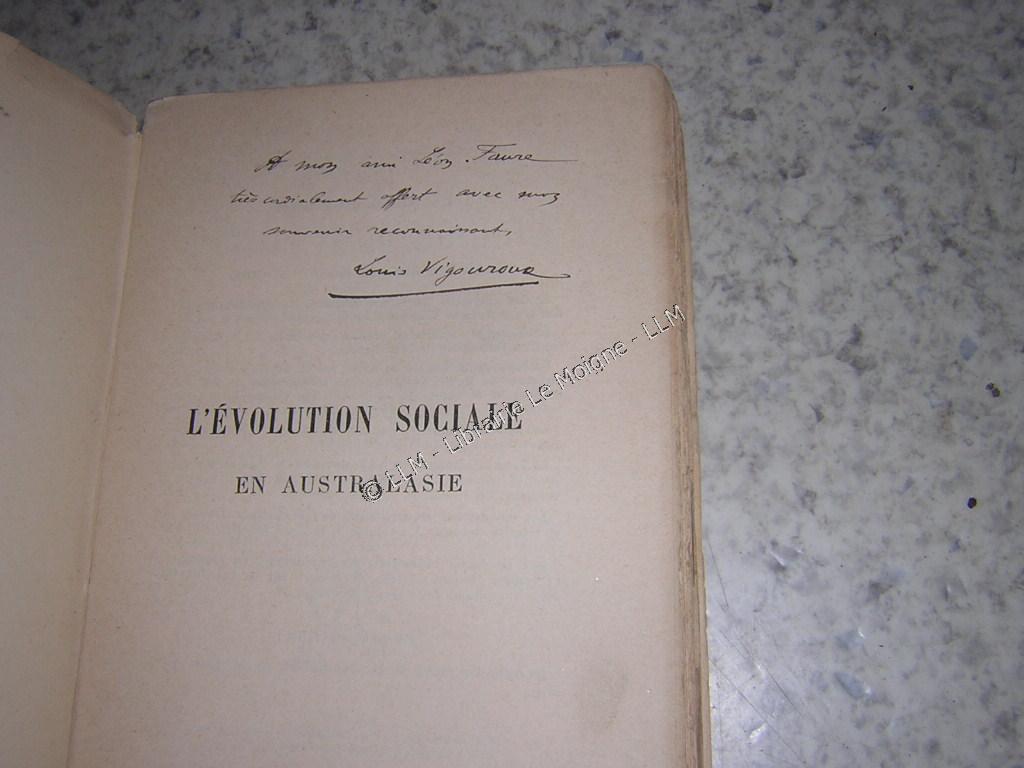 A mon ami Léon Faure
très cordialement offert avec mon
souvenir reconnaissant,
Louis Vigouroux
L'ÉVOLUTION SOCIALE
EN AUSTRALASIE
© LLM - Librairie Le Moigne - LLM